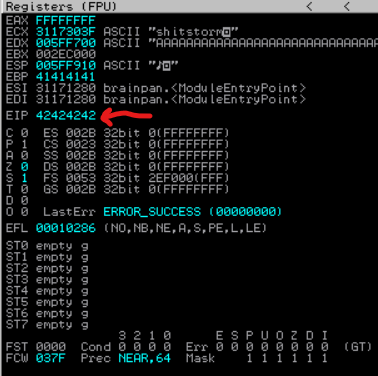 Registers (FPU) < <
EAX FFFFFFFF
ECX 3117303F ASCII "shitstorm"
EDX 005FF700 ASCII "AAAAAAAAAAAAAAAAAAAAAAAAAAAAAAAAAAAA
EBX 002EC000
ESP 005FF910 ASCII "♪"
EBP 41414141
ESI 31171280 brainpan.<ModuleEntryPoint>
EDI 31171280 brainpan.<ModuleEntryPoint>
EIP 42424242
C 0 ES 002B 32bit 0(FFFFFFFF)
P 1 CS 0023 32bit 0(FFFFFFFF)
A 0 SS 002B 32bit 0(FFFFFFFF)
Z 0 DS 002B 32bit 0(FFFFFFFF)
S 1 FS 0053 32bit 2EF000(FFF)
T 0 GS 002B 32bit 0(FFFFFFFF)
D 0
O 0 LastErr ERROR_SUCCESS (00000000)
EFL 00010286 (NO,NB,NE,A,S,PE,L,LE)
ST0 empty g
ST1 empty g
ST2 empty g
ST3 empty g
ST4 empty g
ST5 empty g
ST6 empty g
ST7 empty g
3 2 1 0 E S P U O Z D I
FST 0000 Cond 0 0 0 0 Err 0 0 0 0 0 0 0 0 (GT)
FCW 037F Prec NEAR,64 Mask 1 1 1 1 1 1